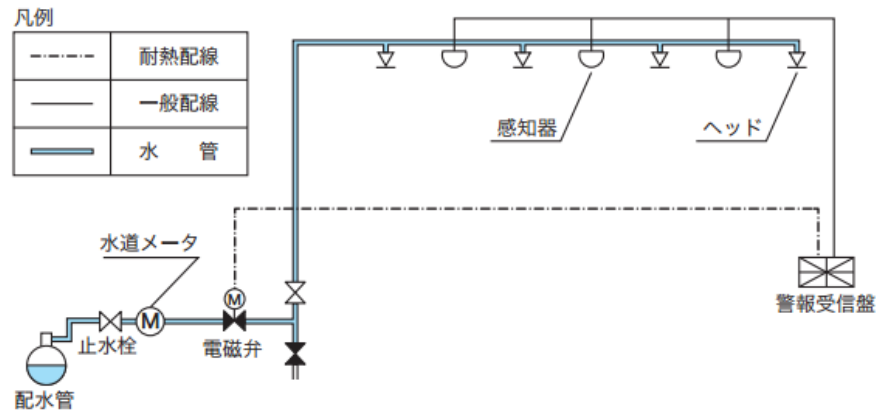 凡例
耐熱配線
一般配線
水 管
感知器
ヘッド
水道メータ
M
警報受信盤
M
止水栓
電磁弁
配水管